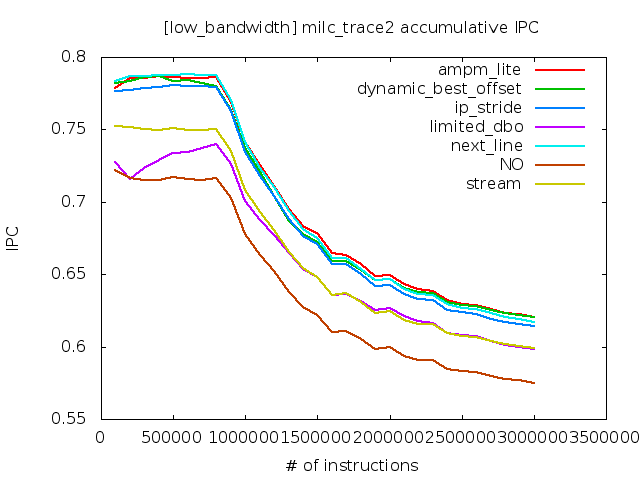 [low_bandwidth] milc_trace2 accumulative IPC
0.8
0.75
0.7
0.65
0.6
0.55
IPC
ampm_lite
dynamic_best_offset
ip_stride
limited_dbo
next_line
NO
stream
0 500000 1000000 1500000 2000000 2500000 3000000 3500000
# of instructions